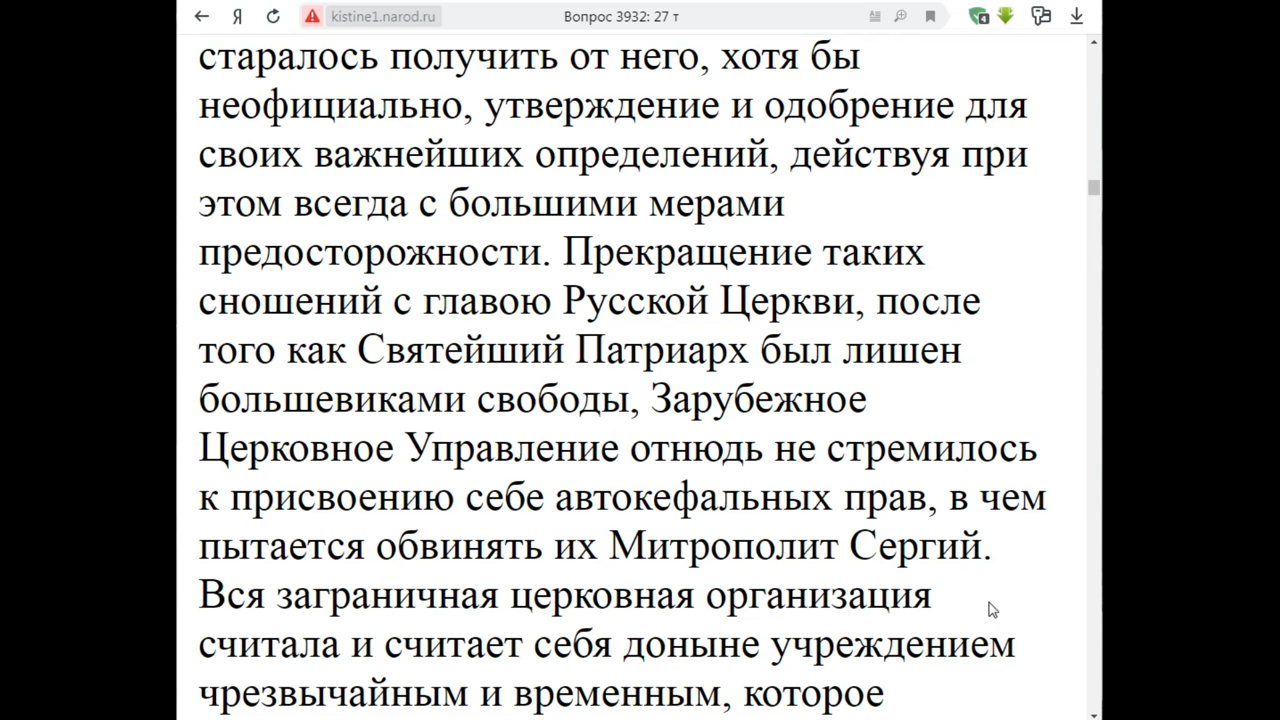 Я
kistine1.narod.ru
Вопрос 3932: 27 т
4
старалось получить от него, хотя бы
неофициально, утверждение и одобрение для
своих важнейших определений, действуя при
этом всегда с большими мерами
предосторожности. Прекращение таких
сношений с главою Русской Церкви, после
того как Святейший Патриарх был лишен
большевиками свободы, Зарубежное
Церковное Управление отнюдь не стремилось
к присвоению себе автокефальных прав, в чем
пытается обвинять их Митрополит Сергий.
Вся заграничная церковная организация
считала и считает себя доныне учреждением
чрезвычайным и временным, которое